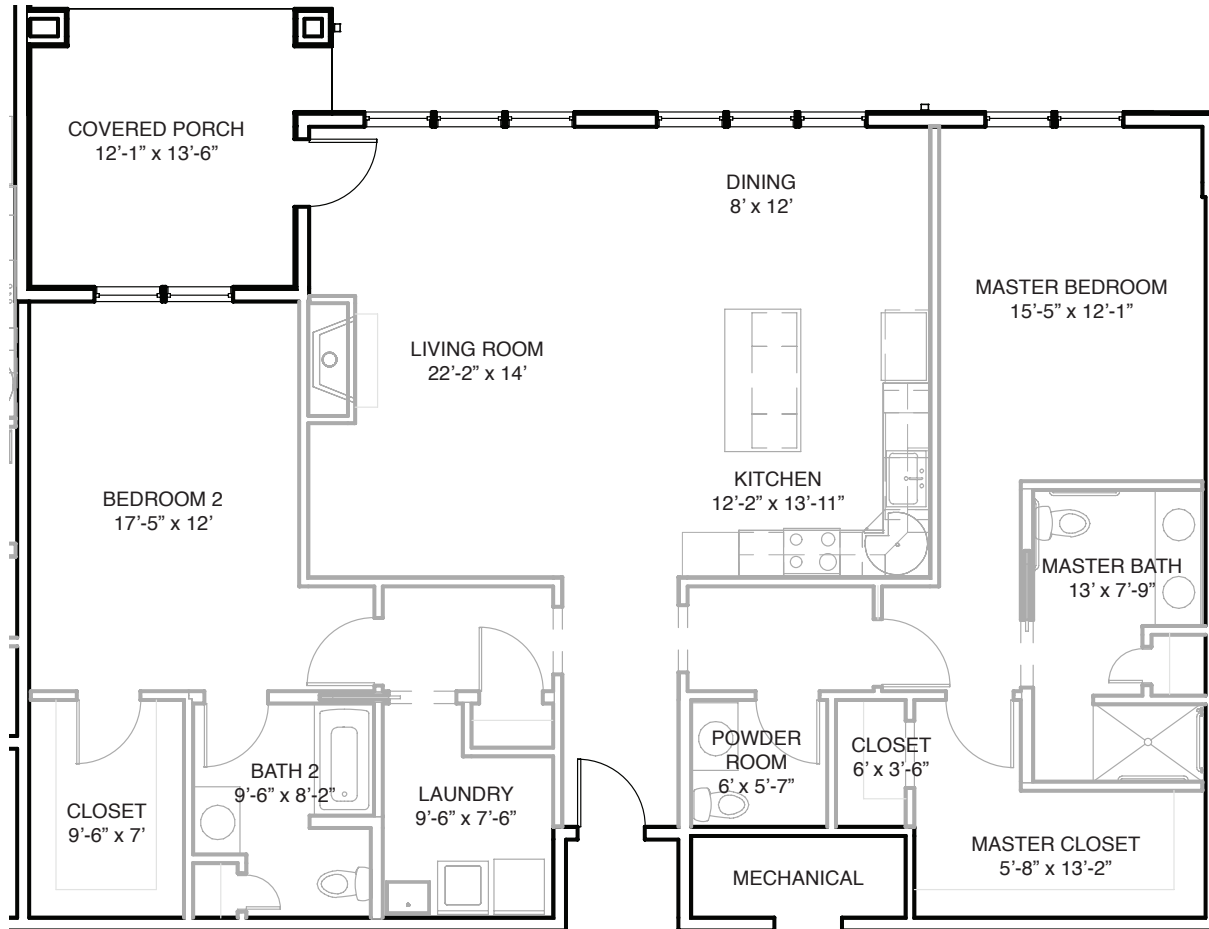 COVERED PORCH
12’-1” x 13’-6”
DINING
8’ x 12’
MASTER BEDROOM
15’-5” x 12’-1”
LIVING ROOM
22’-2” x 14’
KITCHEN
12’-2” x 13’-11”
BEDROOM 2
17’-5” x 12’
MASTER BATH
13’ x 7’-9”
POWDER
ROOM
6’ x 5’-7”
CLOSET
6’ x 3’-6”
BATH 2
9’-6” x 8’-2”
LAUNDRY
9’-6” x 7’-6”
CLOSET
9’-6” x 7’
MASTER CLOSET
5’-8” x 13’-2”
MECHANICAL